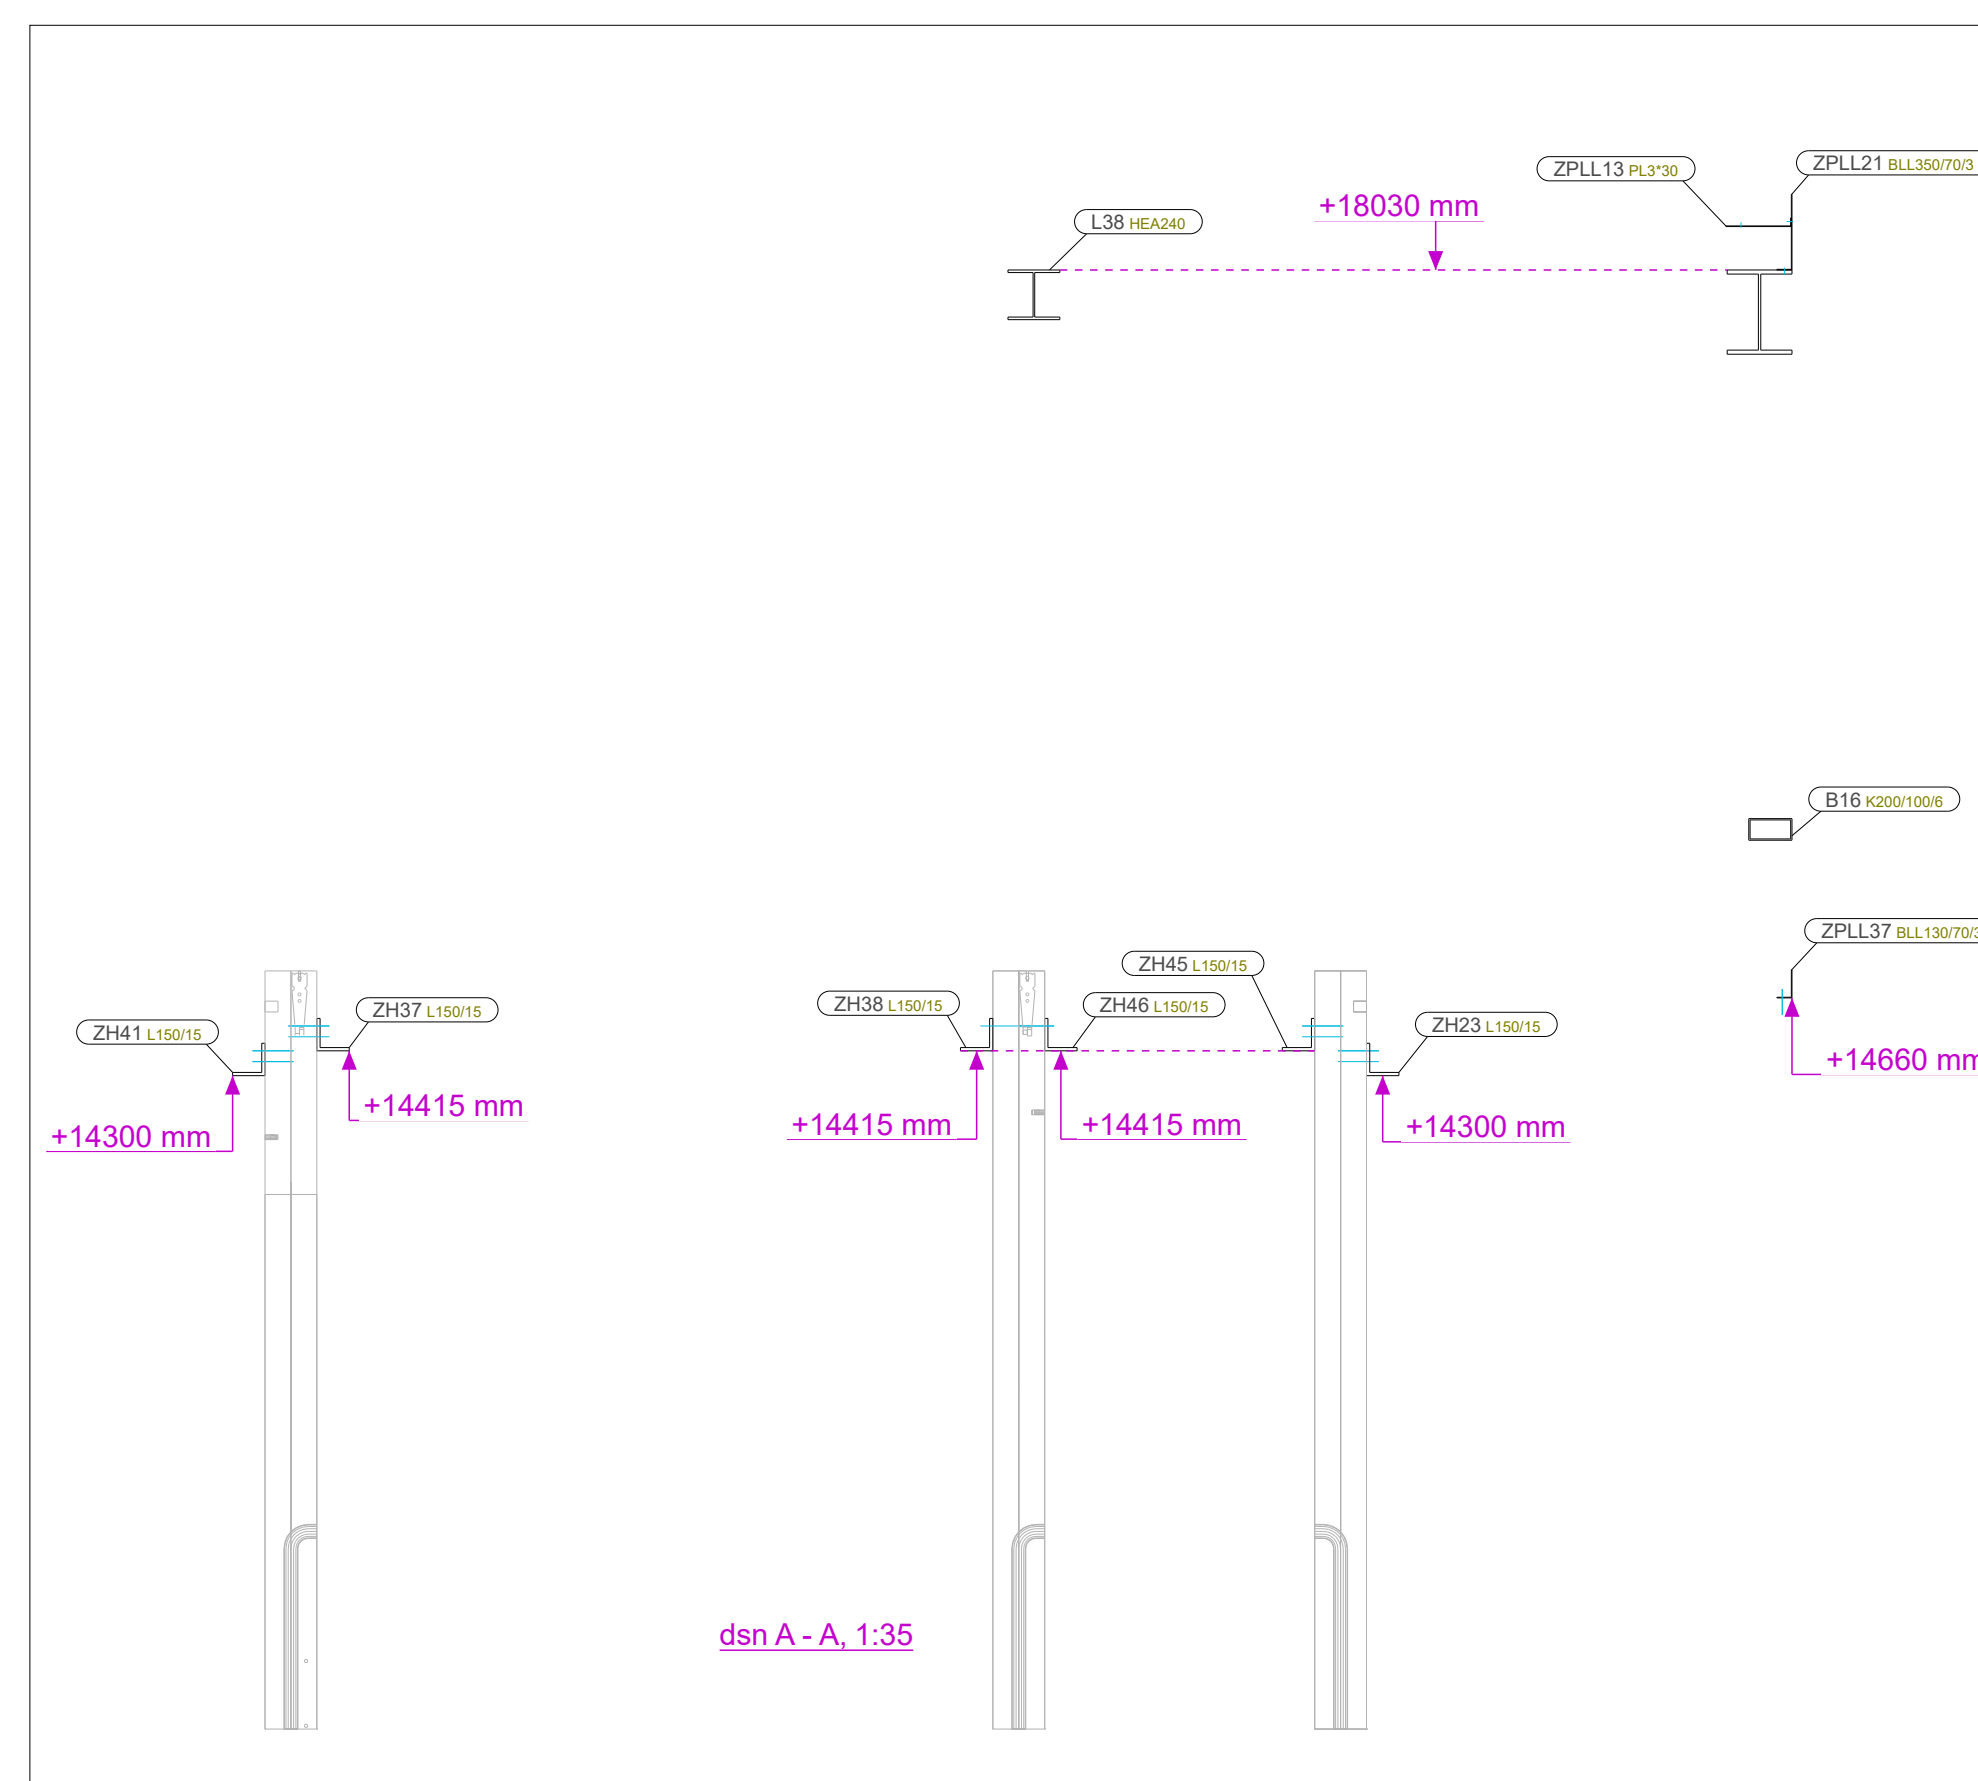 ZPLL21 BLL350/70/3
ZPLL13 PL3*30
+18030 mm
L38 HEA240
B16 K200/100/6
ZPLL37 BLL130/70/3
ZH45 L150/15
ZH38 L150/15
ZH46 L150/15
ZH37 L150/15
ZH41 L150/15
ZH23 L150/15
+14660 mm
+14415 mm
+14415 mm
+14415 mm
+14300 mm
+14300 mm
dsn A - A, 1:35